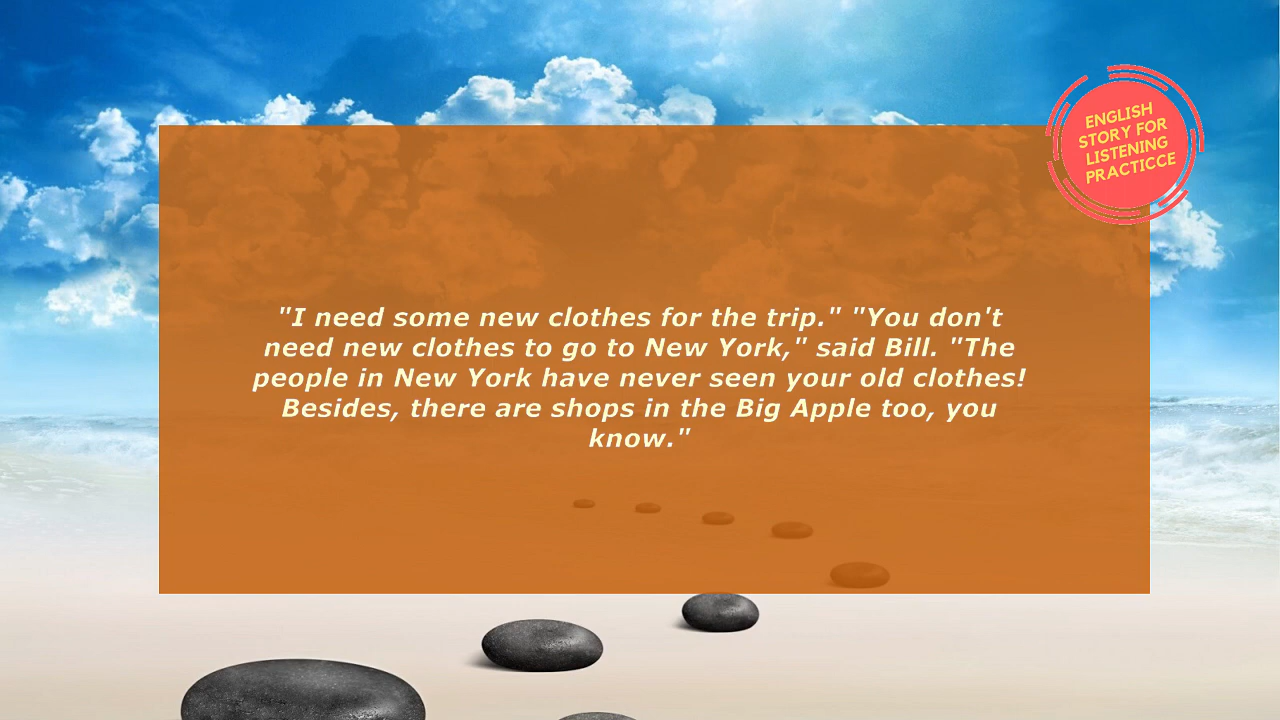 ENGLISH
STORY FOR
LISTENING
PRACTICCE
"I need some new clothes for the trip." "You don't
need new clothes to go to New York," said Bill. "The
people in New York have never seen your old clothes!
Besides, there are shops in the Big Apple too, you
know."